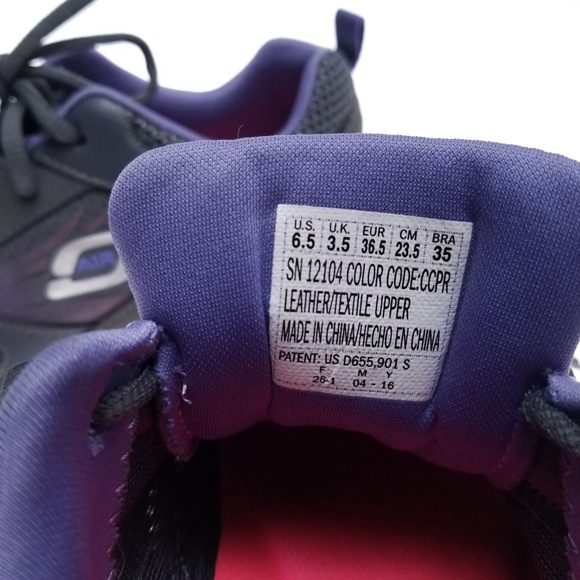 U.S. U.K. EUR CM BRA
6.5 3.5 36.5 23.5 35
SN 12104 COLOR CODE:CCPR
LEATHER/TEXTILE UPPER
MADE IN CHINA/HECHO EN CHINA
PATENT: US D655,901 S
F M Y
25-1 04 - 16